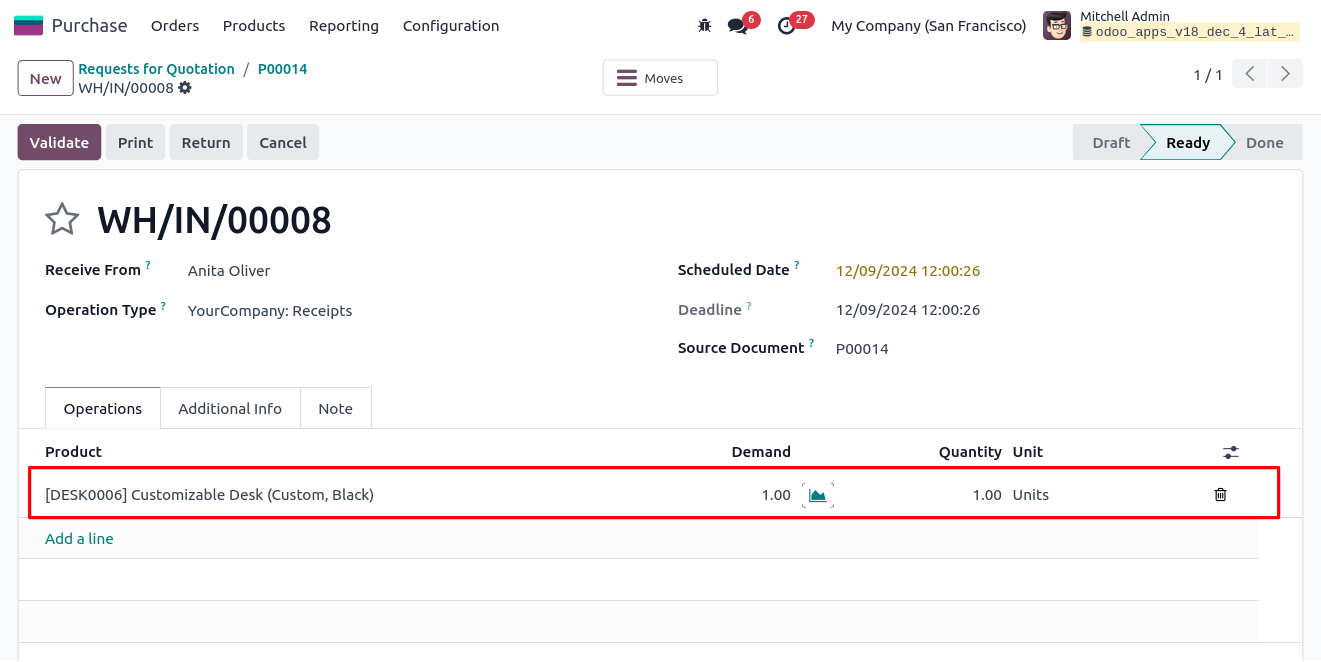 Purchase Orders Products Reporting Configuration 6 27 My Company (San Francisco) Mitchell Admin
odoo_apps_v18_dec_4_lat_…
New Requests for Quotation / P00014
WH/IN/00008
Moves
1 / 1
Validate Print Return Cancel Draft Ready Done
WH/IN/00008
Receive From ? Anita Oliver Scheduled Date ? 12/09/2024 12:00:26
Operation Type ? YourCompany: Receipts Deadline ? 12/09/2024 12:00:26
Source Document ? P00014
Operations Additional Info Note
Product Demand Quantity Unit
[DESK0006] Customizable Desk (Custom, Black) 1.00 1.00 Units
Add a line